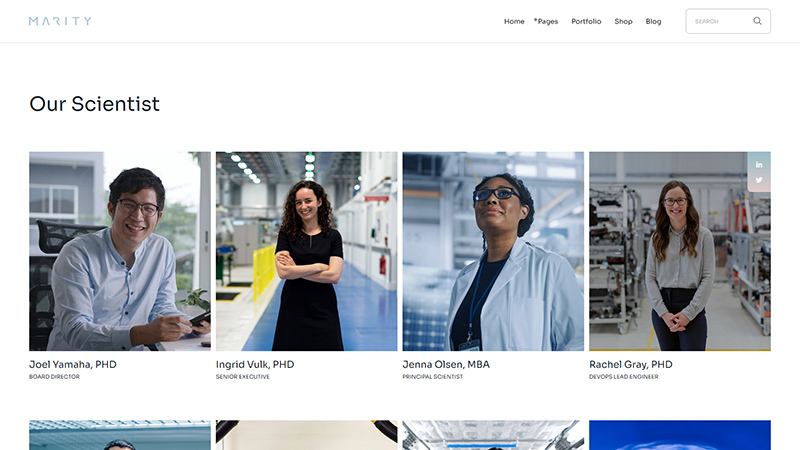 MARITY
Home *Pages Portfolio Shop Blog SEARCH
Our Scientist
in
Joel Yamaha, PHD
BOARD DIRECTOR
Ingrid Vulk, PHD
SENIOR EXECUTIVE
Jenna Olsen, MBA
PRINCIPAL SCIENTIST
Rachel Gray, PHD
DEVOPS LEAD ENGINEER